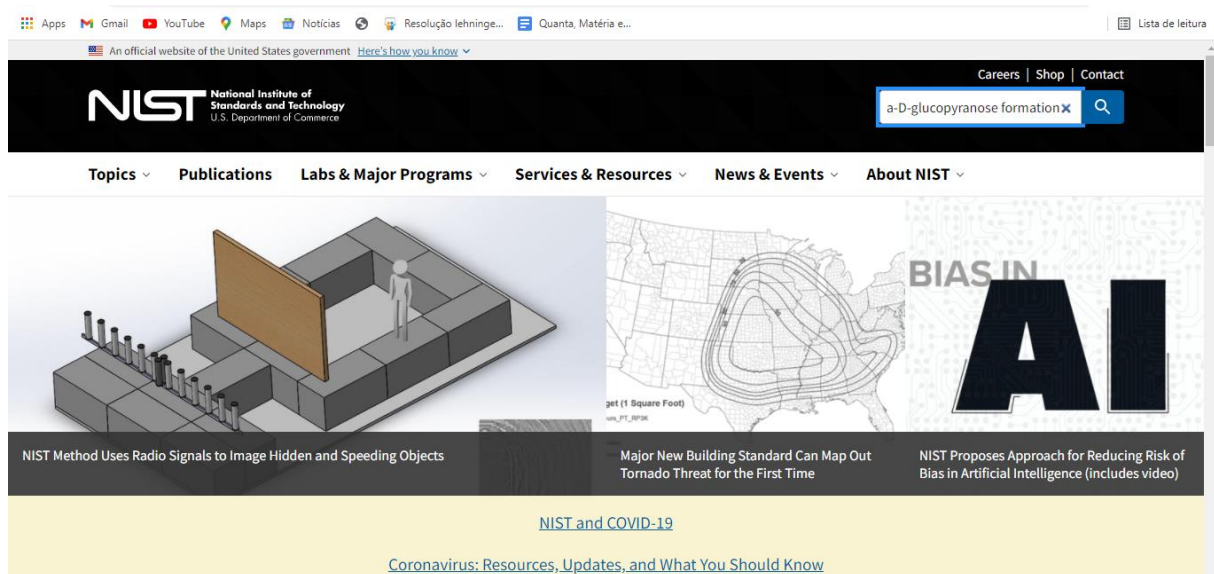 Apps Gmail YouTube Maps Notícias Resolução lehninge... Quanta, Matéria e... Lista de leitura
An official website of the United States government Here's how you know
Careers | Shop | Contact
NIST National Institute of
Standards and Technology
U.S. Department of Commerce
a-D-glucopyranose formation
Topics Publications Labs & Major Programs Services & Resources News & Events About NIST
BIAS IN
AI
get (1 Square Foot)
NIST Method Uses Radio Signals to Image Hidden and Speeding Objects
Major New Building Standard Can Map Out
Tornado Threat for the First Time
NIST Proposes Approach for Reducing Risk of
Bias in Artificial Intelligence (includes video)
NIST and COVID-19
Coronavirus: Resources, Updates, and What You Should Know